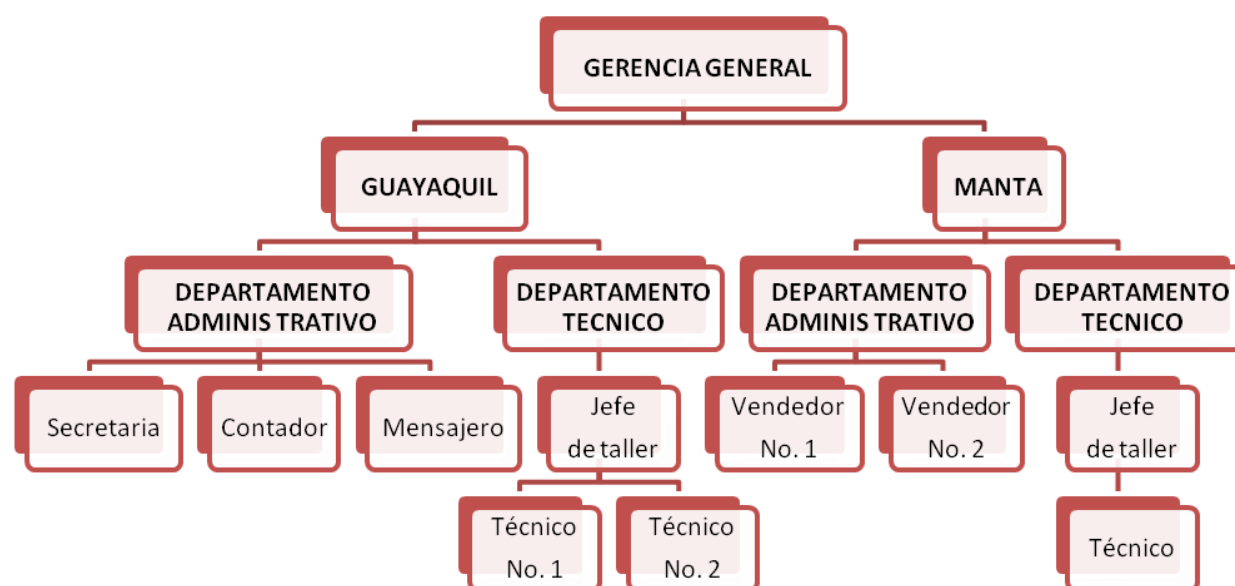 GERENCIA GENERAL
GUAYAQUIL
MANTA
DEPARTAMENTO
ADMINIS TRATIVO
DEPARTAMENTO
TECNICO
DEPARTAMENTO
ADMINIS TRATIVO
DEPARTAMENTO
TECNICO
Secretaria
Contador
Mensajero
Jefe
de taller
Vendedor
No. 1
Vendedor
No. 2
Jefe
de taller
Técnico
No. 1
Técnico
No. 2
Técnico